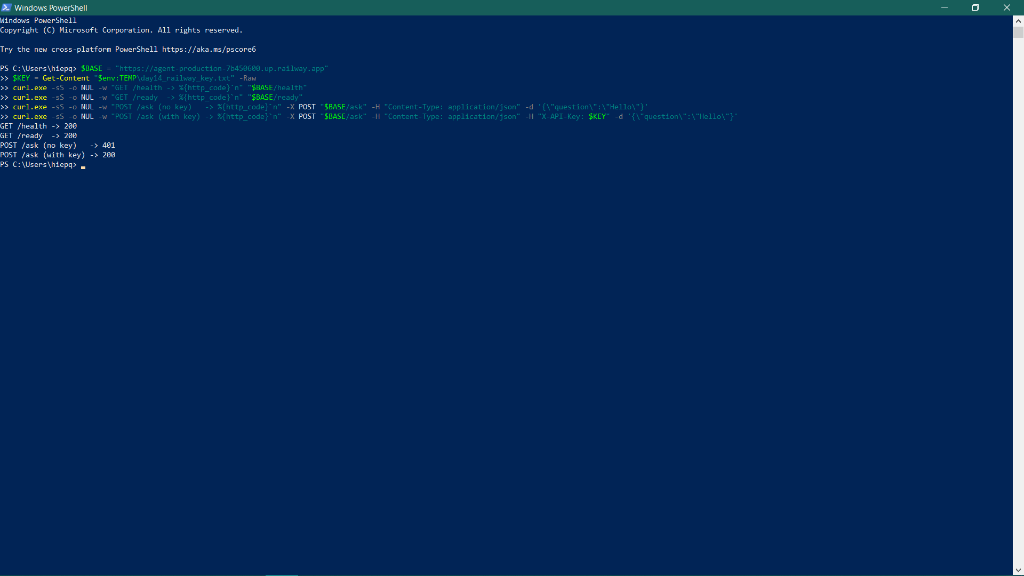 Windows PowerShell
Windows PowerShell
Copyright (C) Microsoft Corporation. All rights reserved.
Try the new cross-platform PowerShell https://aka.ms/pscore6
PS C:\Users\hiepq> $BASE = "https://agent-production-7b450600.up.railway.app"
>> $KEY = Get-Content "$env:TEMP\day14_railway_key.txt" -Raw
>> curl.exe -sS -o NUL -w "GET /health -> %{http_code}`n" "$BASE/health"
>> curl.exe -sS -o NUL -w "GET /ready  -> %{http_code}`n" "$BASE/ready"
>> curl.exe -sS -o NUL -w "POST /ask (no key)   -> %{http_code}`n" -X POST "$BASE/ask" -H "Content-Type: application/json" -d '{\"question\":\"Hello\"}'
>> curl.exe -sS -o NUL -w "POST /ask (with key) -> %{http_code}`n" -X POST "$BASE/ask" -H "Content-Type: application/json" -H "X-API-Key: $KEY" -d '{\"question\":\"Hello\"}'
GET /health -> 200
GET /ready  -> 200
POST /ask (no key)   -> 401
POST /ask (with key) -> 200
PS C:\Users\hiepq>